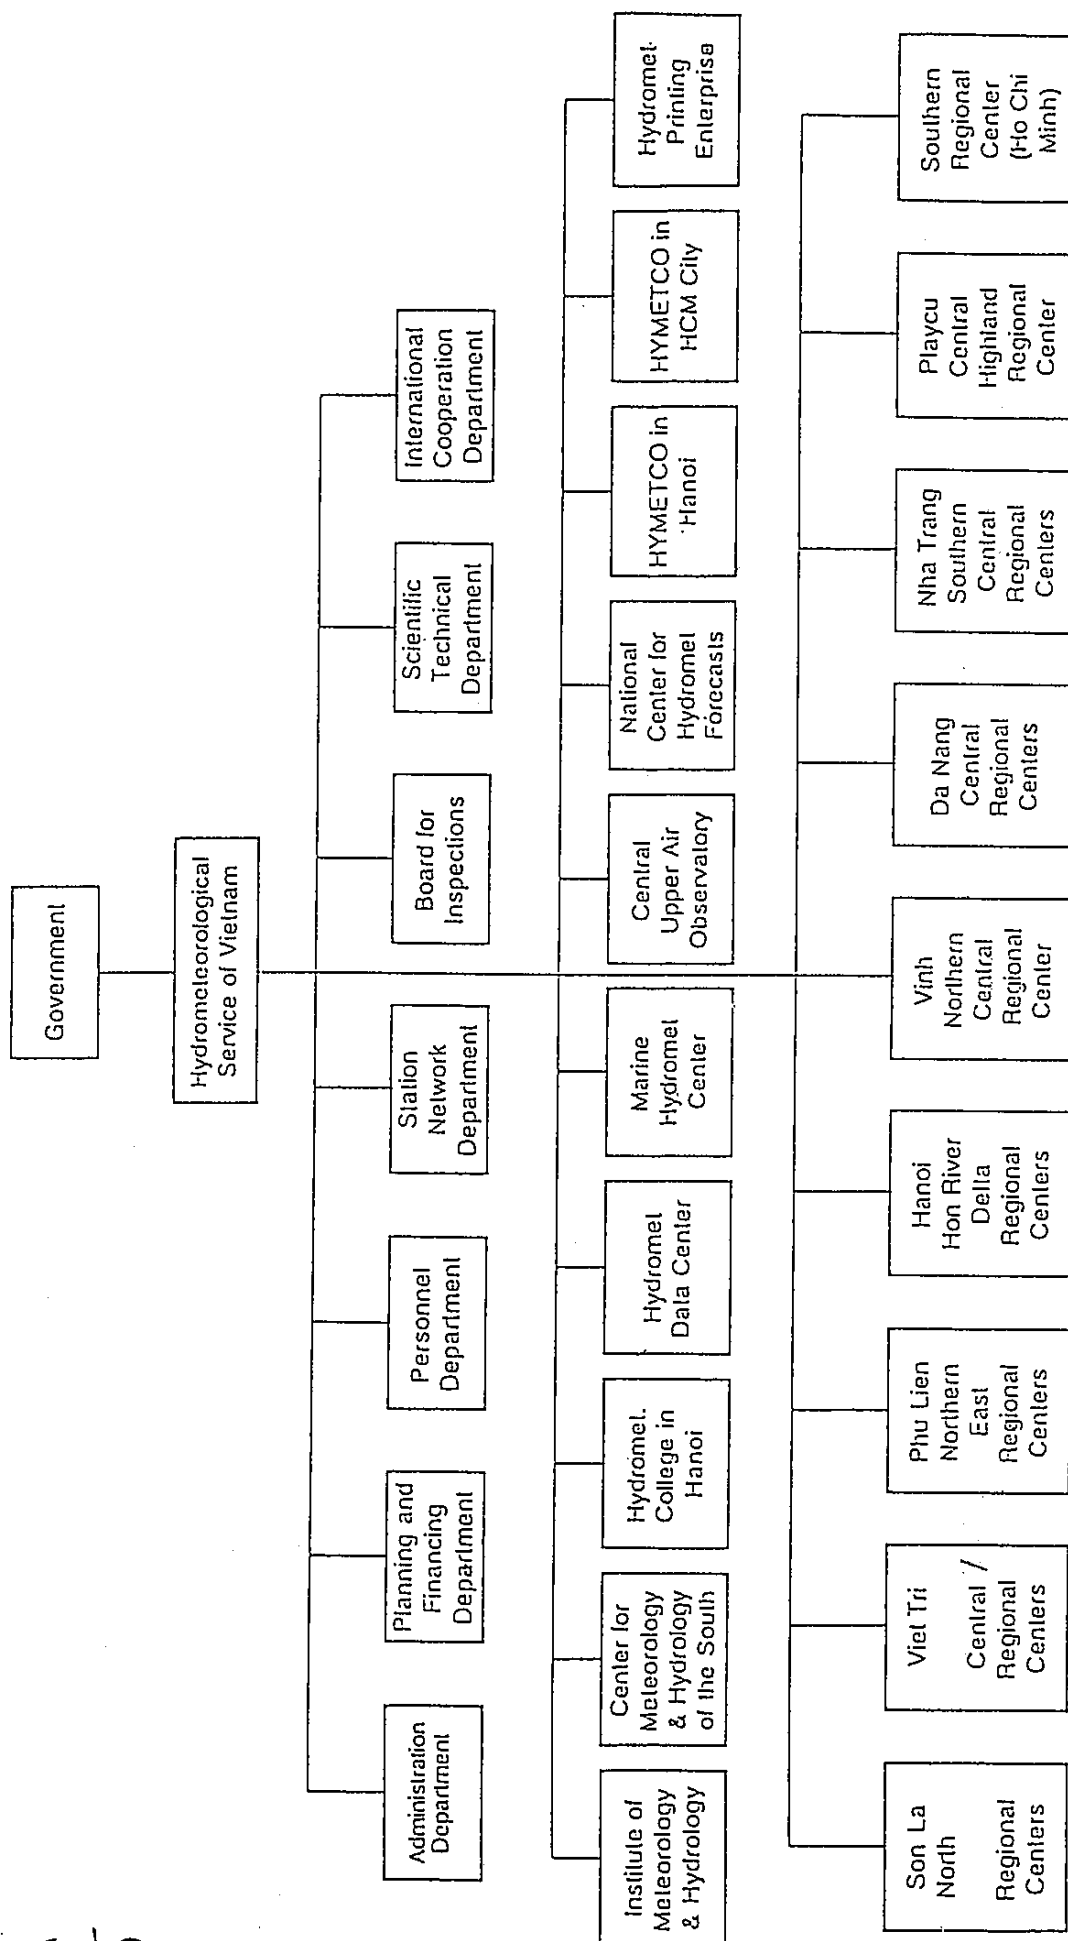 Government
Hydrometeorological
Service of Vietnam
Administration
Department
Planning and
Financing
Department
Personnel
Department
Station
Network
Department
Board for
Inspections
Scientific
Technical
Department
International
Cooperation
Department
Institute of
Meteorology
& Hydrology
Center for
Meteorology
& Hydrology
of the South
Hydromet.
College in
Hanoi
Hydromet
Data Center
Marine
Hydromet
Center
Central
Upper Air
Observatory
National
Center for
Hydromet
Forecasts
HYMETCO in
Hanoi
HYMETCO in
HCM City
Hydromet
Printing
Enterprise
Son La
North
Regional
Centers
Viet Tri
Central /
Regional
Centers
Phu Lien
Northern
East
Regional
Centers
Hanoi
Hon River
Delta
Regional
Centers
Vinh
Northern
Central
Regional
Center
Da Nang
Central
Regional
Centers
Nha Trang
Southern
Central
Regional
Centers
Playcu
Central
Highland
Regional
Center
Southern
Regional
Center
(Ho Chi
Minh)